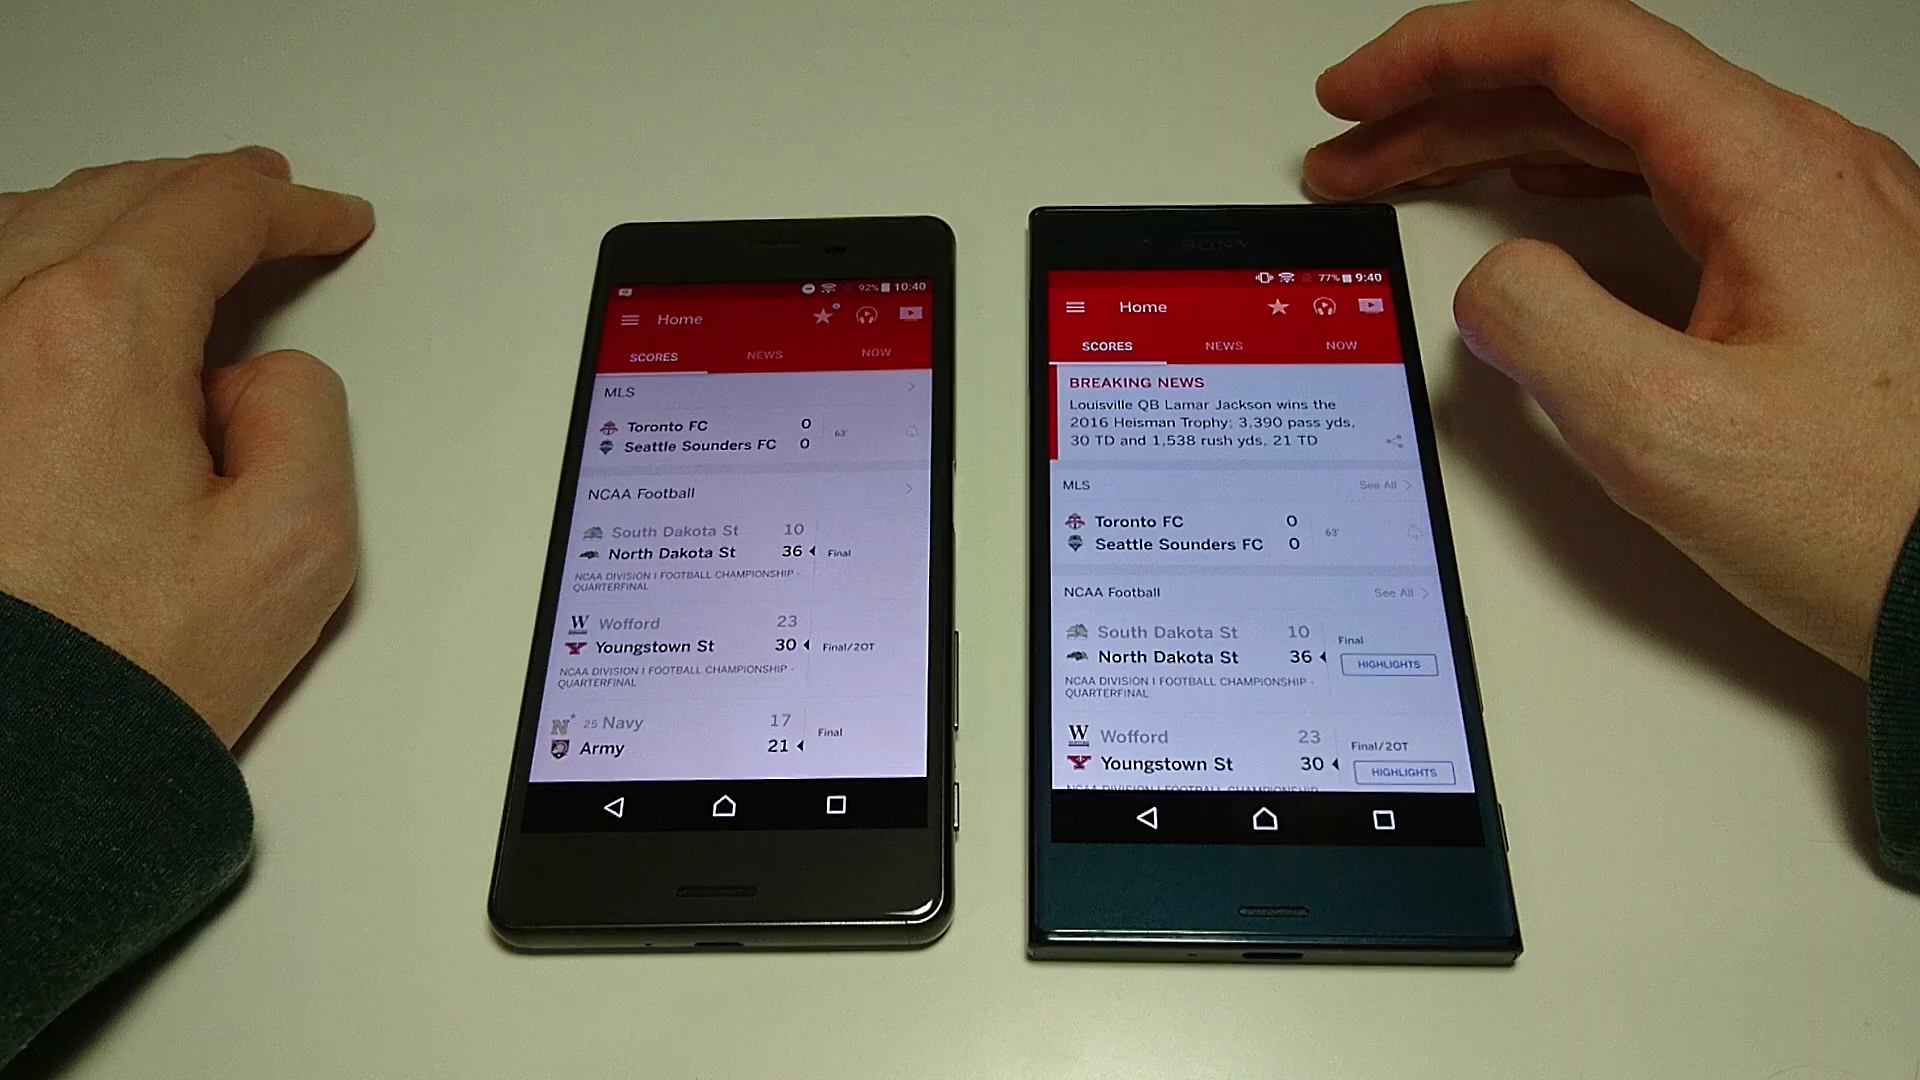 92% 10:40
Home
SCORES NEWS NOW
MLS
Toronto FC 0
Seattle Sounders FC 0
63'
NCAA Football
South Dakota St 10
North Dakota St 36
Final
NCAA DIVISION I FOOTBALL CHAMPIONSHIP -
QUARTERFINAL
W Wofford 23
Youngstown St 30
Final/2OT
NCAA DIVISION I FOOTBALL CHAMPIONSHIP -
QUARTERFINAL
N 25 Navy 17
Army 21
Final
SONY
77% 9:40
Home
SCORES NEWS NOW
BREAKING NEWS
Louisville QB Lamar Jackson wins the
2016 Heisman Trophy; 3,390 pass yds,
30 TD and 1,538 rush yds, 21 TD
MLS See All
Toronto FC 0
Seattle Sounders FC 0
63'
NCAA Football See All
South Dakota St 10
North Dakota St 36
Final
HIGHLIGHTS
NCAA DIVISION I FOOTBALL CHAMPIONSHIP -
QUARTERFINAL
W Wofford 23
Youngstown St 30
Final/2OT
HIGHLIGHTS
NCAA DIVISION I FOOTBALL CHAMPIONSHIP